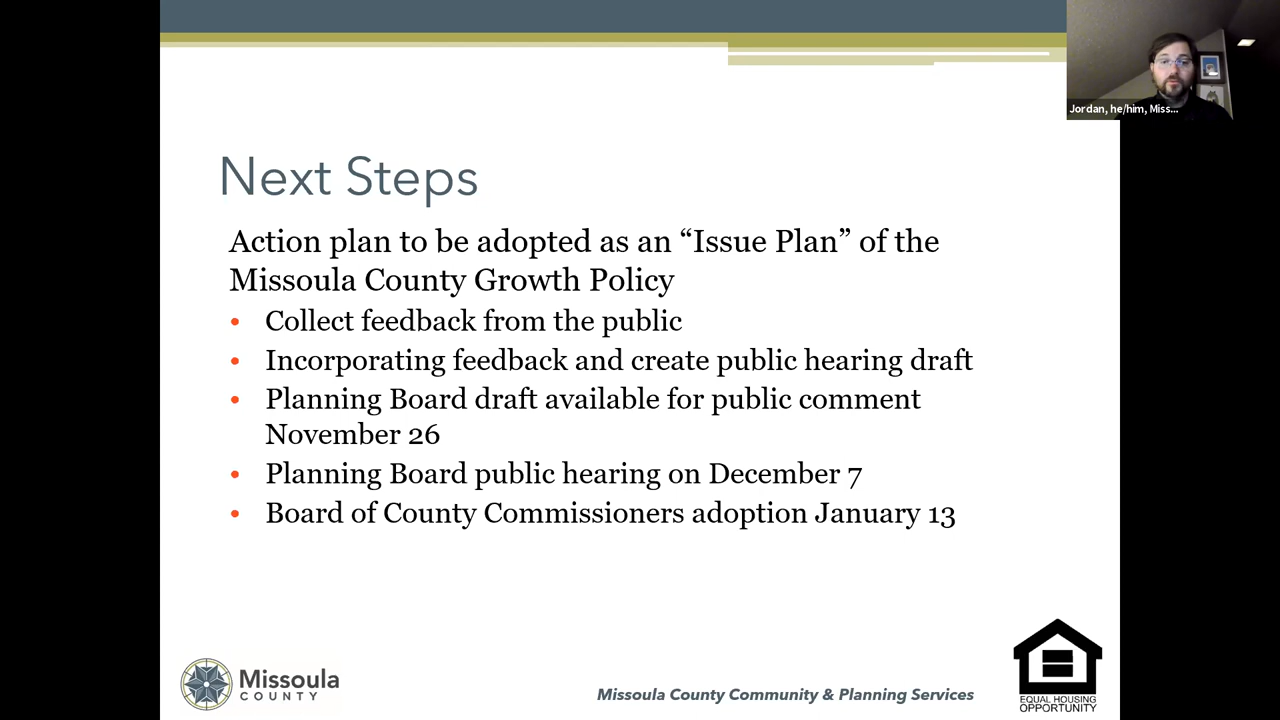 Jordan, he/him, Miss...
Next Steps
Action plan to be adopted as an “Issue Plan” of the
Missoula County Growth Policy
• Collect feedback from the public
• Incorporating feedback and create public hearing draft
• Planning Board draft available for public comment
November 26
• Planning Board public hearing on December 7
• Board of County Commissioners adoption January 13
Missoula
COUNTY
Missoula County Community & Planning Services
EQUAL HOUSING
OPPORTUNITY